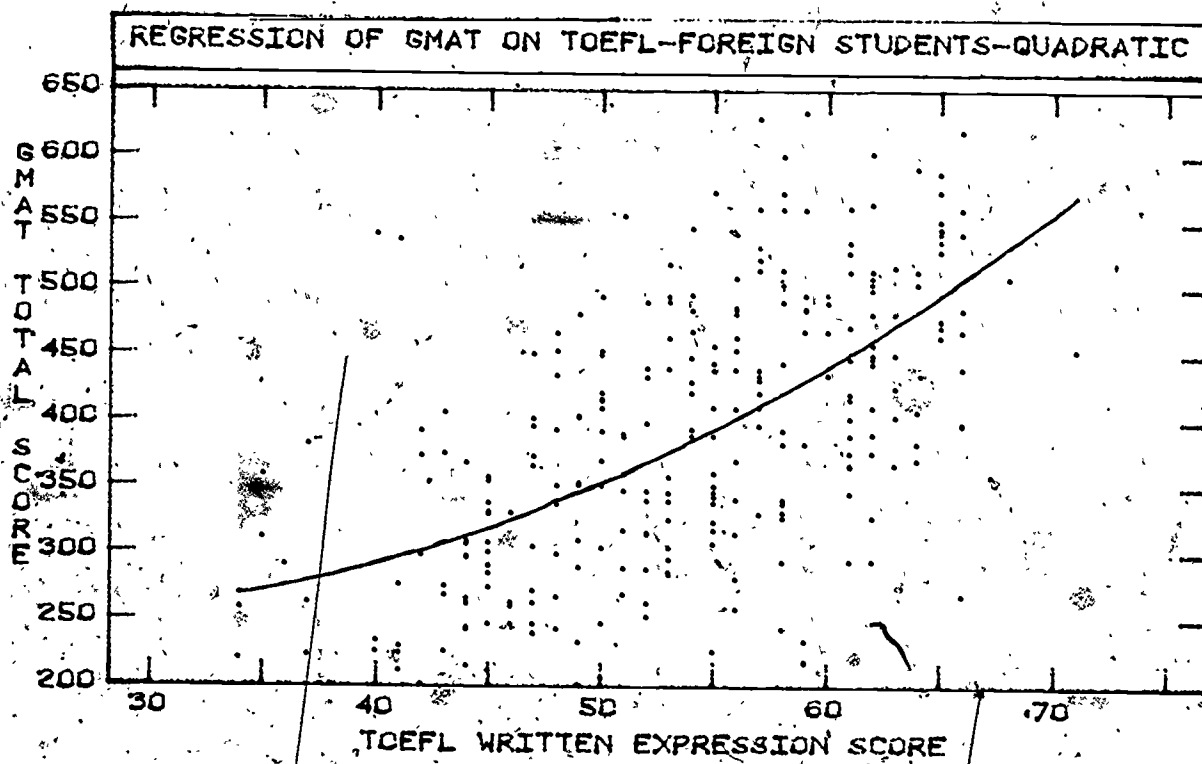 REGRESSION OF GMAT ON TOEFL-FOREIGN STUDENTS-QUADRATIC
650
600
550
500
450
400
350
300
250
200
GMAT TOTAL SCORE
30 40 50 60 70
TOEFL WRITTEN EXPRESSION SCORE